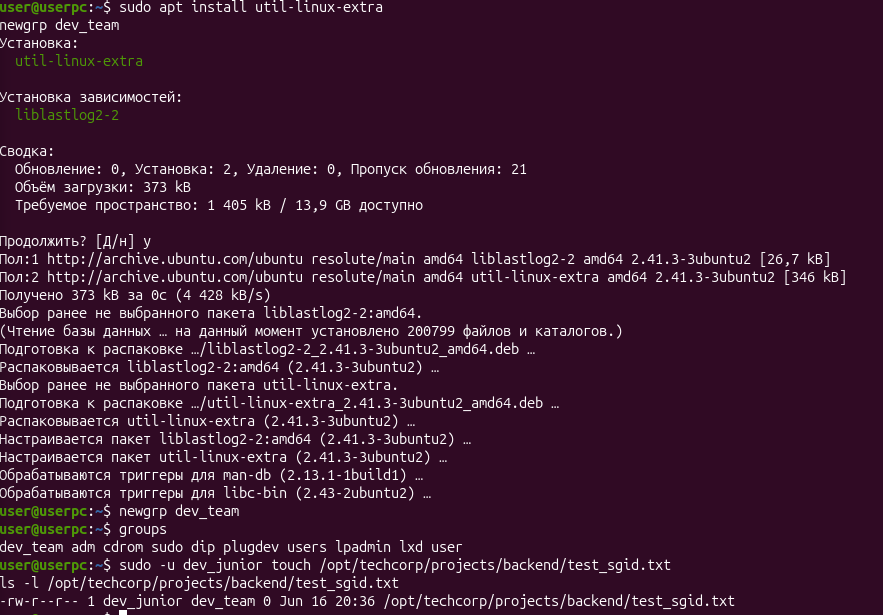 user@userpc:~$ sudo apt install util-linux-extra
newgrp dev_team
Установка:
  util-linux-extra

Установка зависимостей:
  liblastlog2-2

Сводка:
  Обновление: 0, Установка: 2, Удаление: 0, Пропуск обновления: 21
  Объём загрузки: 373 kB
  Требуемое пространство: 1 405 kB / 13,9 GB доступно

Продолжить? [Д/н] y
Пол:1 http://archive.ubuntu.com/ubuntu resolute/main amd64 liblastlog2-2 amd64 2.41.3-3ubuntu2 [26,7 kB]
Пол:2 http://archive.ubuntu.com/ubuntu resolute/main amd64 util-linux-extra amd64 2.41.3-3ubuntu2 [346 kB]
Получено 373 kB за 0с (4 428 kB/s)
Выбор ранее не выбранного пакета liblastlog2-2:amd64.
(Чтение базы данных … на данный момент установлено 200799 файлов и каталогов.)
Подготовка к распаковке …/liblastlog2-2_2.41.3-3ubuntu2_amd64.deb …
Распаковывается liblastlog2-2:amd64 (2.41.3-3ubuntu2) …
Выбор ранее не выбранного пакета util-linux-extra.
Подготовка к распаковке …/util-linux-extra_2.41.3-3ubuntu2_amd64.deb …
Распаковывается util-linux-extra (2.41.3-3ubuntu2) …
Настраивается пакет liblastlog2-2:amd64 (2.41.3-3ubuntu2) …
Настраивается пакет util-linux-extra (2.41.3-3ubuntu2) …
Обрабатываются триггеры для man-db (2.13.1-1build1) …
Обрабатываются триггеры для libc-bin (2.43-2ubuntu2) …
user@userpc:~$ newgrp dev_team
user@userpc:~$ groups
dev_team adm cdrom sudo dip plugdev users lpadmin lxd user
user@userpc:~$ sudo -u dev_junior touch /opt/techcorp/projects/backend/test_sgid.txt
ls -l /opt/techcorp/projects/backend/test_sgid.txt
-rw-r--r-- 1 dev_junior dev_team 0 Jun 16 20:36 /opt/techcorp/projects/backend/test_sgid.txt